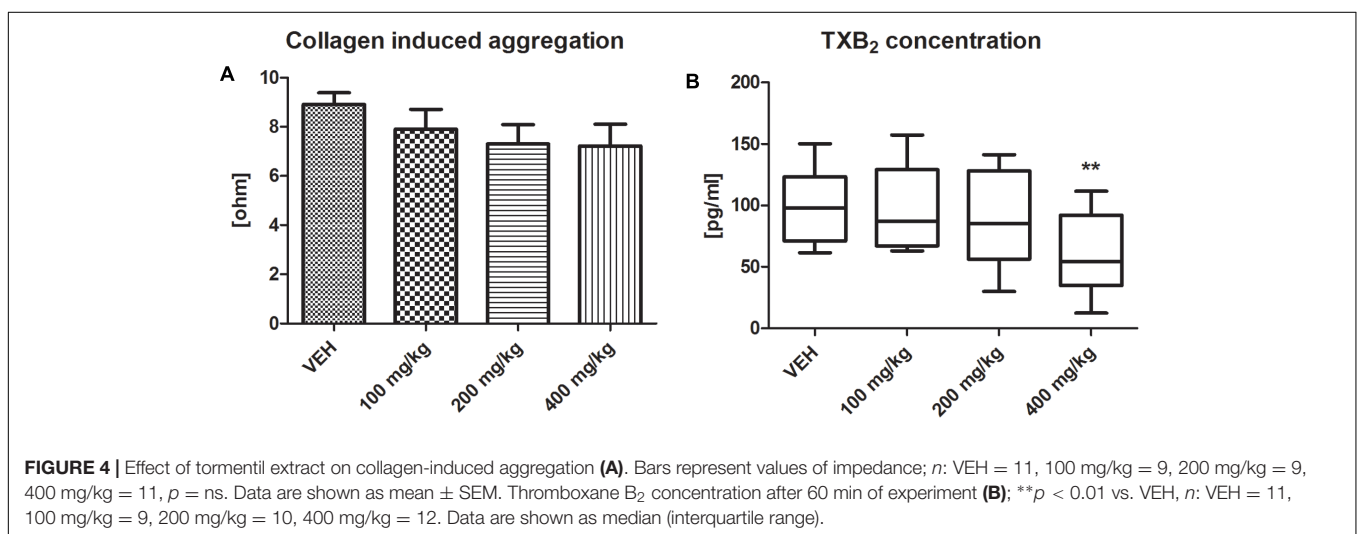 Collagen induced aggregation
A
10
8
6
4
2
0
[ohm]
VEH
100 mg/kg
200 mg/kg
400 mg/kg
TXB₂ concentration
B
200
150
100
50
0
[pg/ml]
**
VEH
100 mg/kg
200 mg/kg
400 mg/kg
FIGURE 4 | Effect of tormentil extract on collagen-induced aggregation (A). Bars represent values of impedance; n: VEH = 11, 100 mg/kg = 9, 200 mg/kg = 9,
400 mg/kg = 11, p = ns. Data are shown as mean ± SEM. Thromboxane B₂ concentration after 60 min of experiment (B); **p < 0.01 vs. VEH, n: VEH = 11,
100 mg/kg = 9, 200 mg/kg = 10, 400 mg/kg = 12. Data are shown as median (interquartile range).